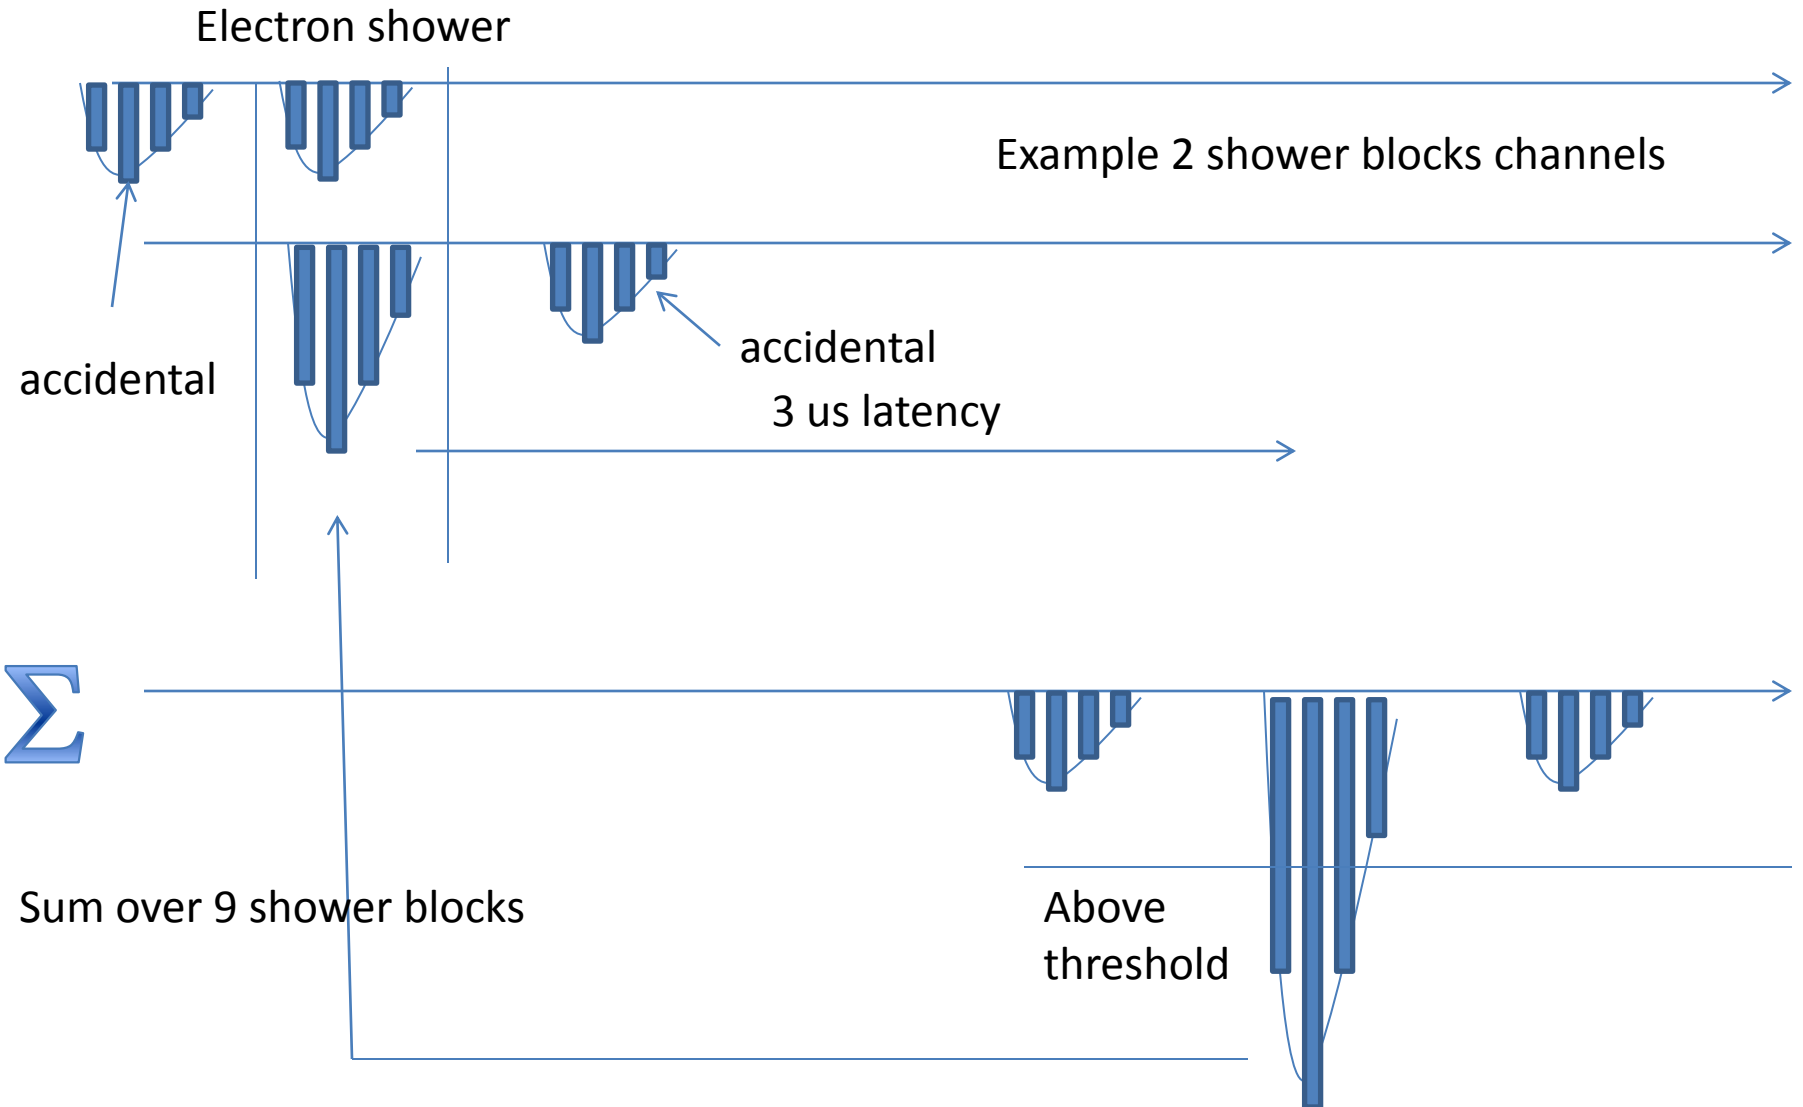 Electron shower
Example 2 shower blocks channels
accidental
accidental
3 us latency
Σ
Sum over 9 shower blocks
Above
threshold